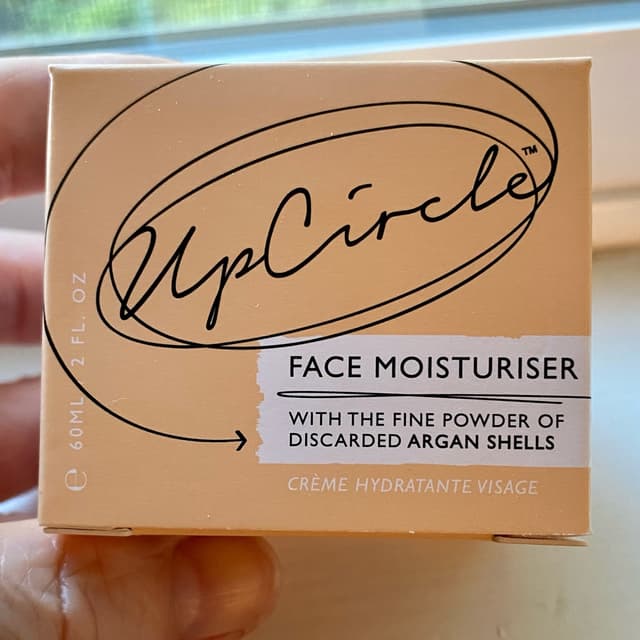 UpCircle™
FACE MOISTURISER
WITH THE FINE POWDER OF
DISCARDED ARGAN SHELLS
CRÈME HYDRATANTE VISAGE
℮ 60ML 2 FL. OZ